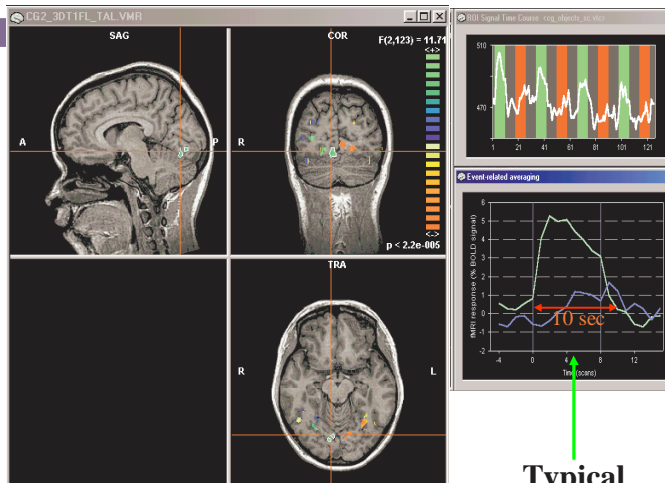 CG2_3DT1FL_TAL.VMR
SAG
COR
F(2,123) = 11.71
<+>
A
P
R
<->
p < 2.2e-005
TRA
R
L
ROI Signal Time Course
510
470
1 21 41 61 81 101 121
Event-related averaging
fMRI response (% BOLD signal)
6
5
4
3
2
1
0
-1
-2
10 sec
-4 0 4 8 12
Time (scans)
Typical